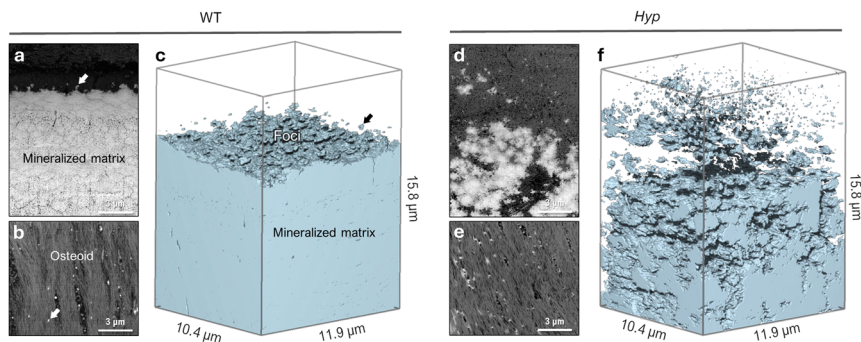 WT
Hyp
a
Mineralized matrix
3 µm
b
Osteoid
3 µm
c
Foci
Mineralized matrix
15.8 µm
10.4 µm
11.9 µm
d
3 µm
e
3 µm
f
15.8 µm
10.4 µm
11.9 µm